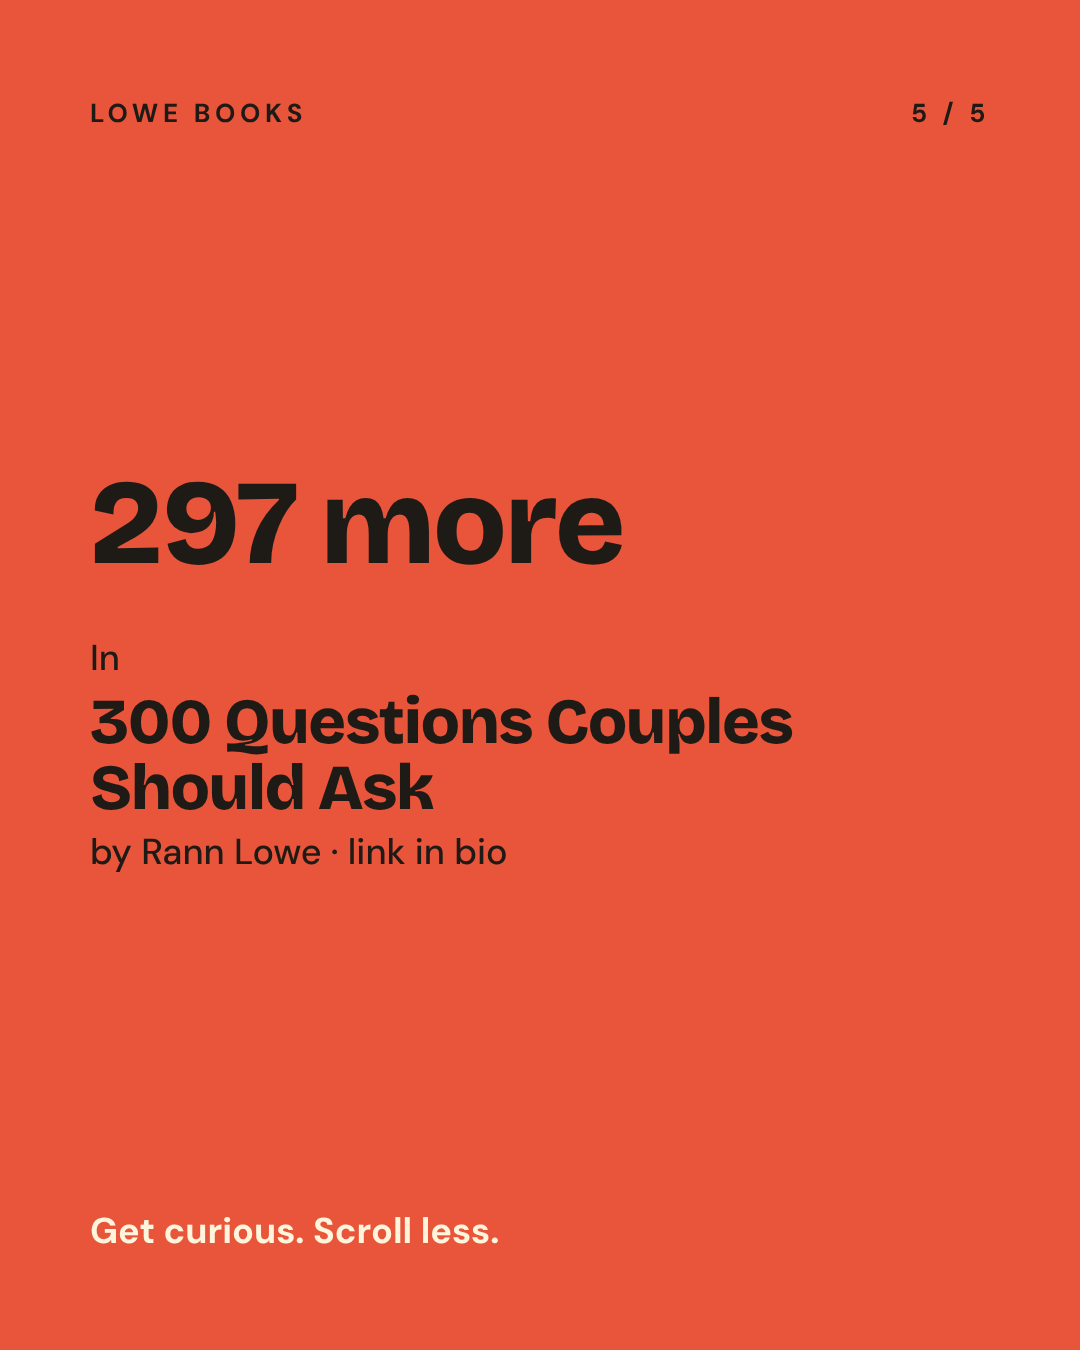 LOWE BOOKS
5 / 5
297 more
In
300 Questions Couples
Should Ask
by Rann Lowe · link in bio
Get curious. Scroll less.